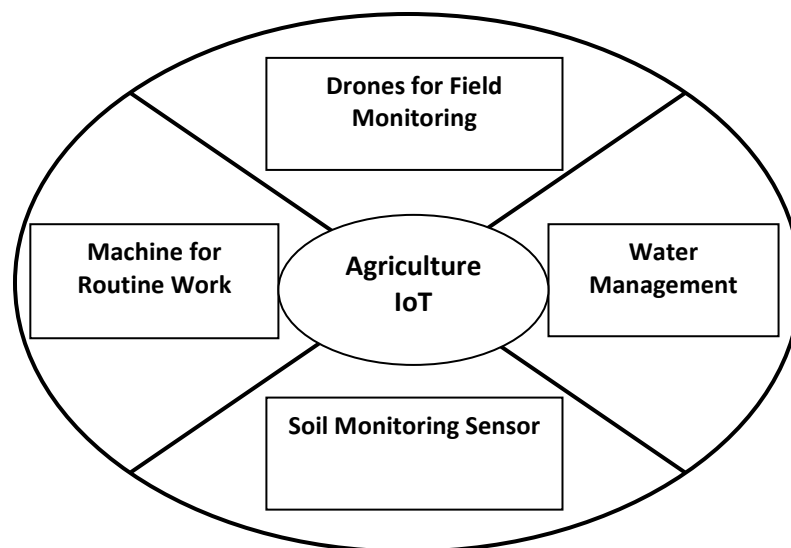 Drones for Field
Monitoring
Machine for
Routine Work
Agriculture
IoT
Water
Management
Soil Monitoring Sensor